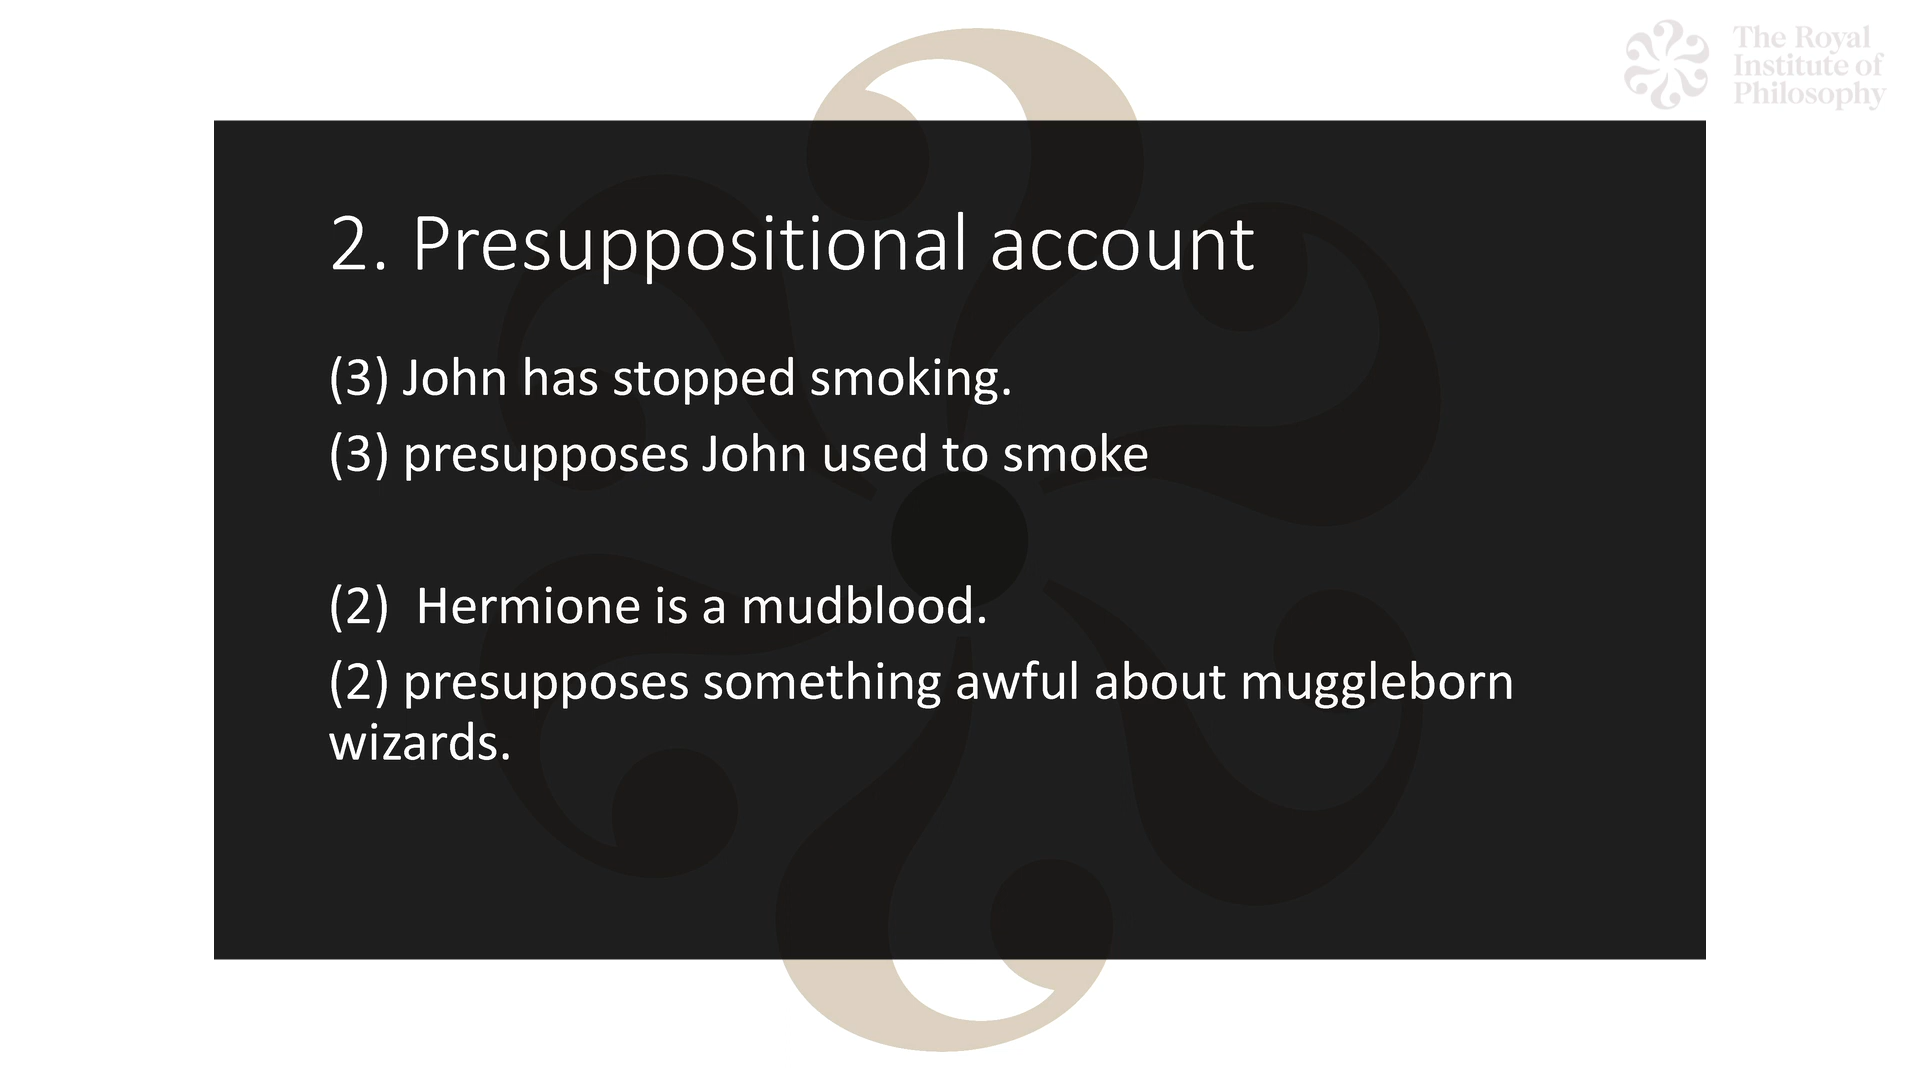 The Royal
Institute of
Philosophy
2. Presuppositional account
(3) John has stopped smoking.
(3) presupposes John used to smoke
(2) Hermione is a mudblood.
(2) presupposes something awful about muggleborn
wizards.